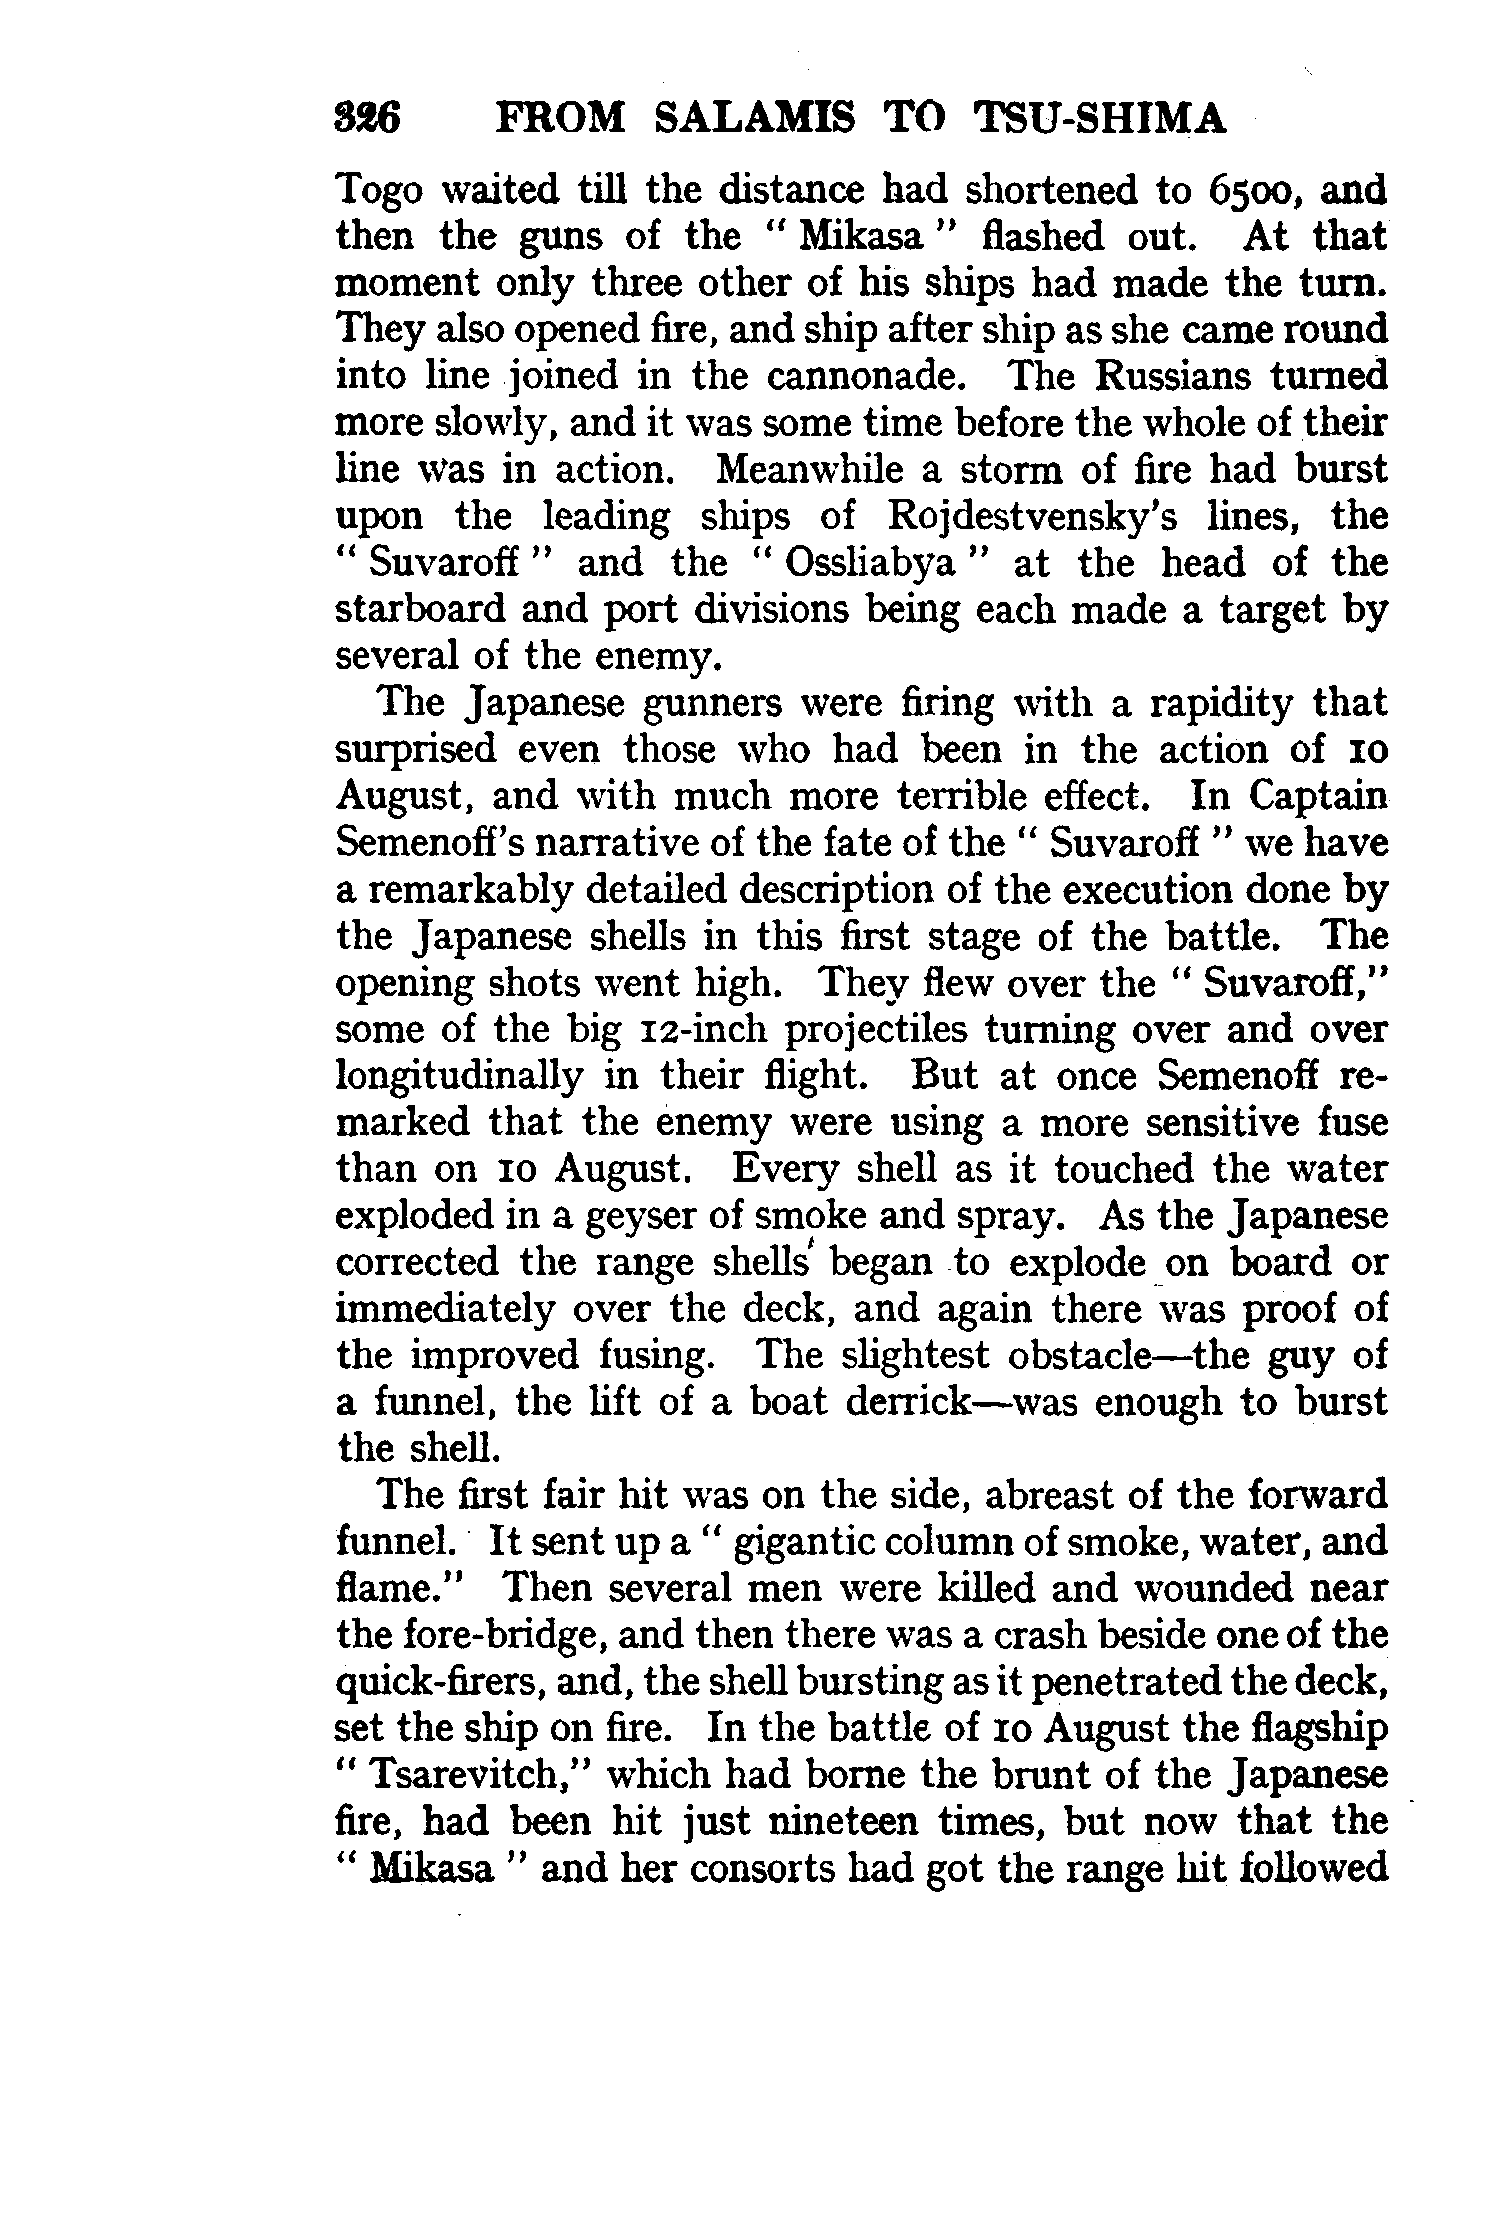 326 FROM SALAMIS TO TSU-SHIMA
Togo waited till the distance had shortened to 6500, and
then the guns of the " Mikasa " flashed out. At that
moment only three other of his ships had made the turn.
They also opened fire, and ship after ship as she came round
into line joined in the cannonade. The Russians turned
more slowly, and it was some time before the whole of their
line was in action. Meanwhile a storm of fire had burst
upon the leading ships of Rojdestvensky's lines, the
" Suvaroff " and the " Ossliabya " at the head of the
starboard and port divisions being each made a target by
several of the enemy.
The Japanese gunners were firing with a rapidity that
surprised even those who had been in the action of 10
August, and with much more terrible effect. In Captain
Semenoff's narrative of the fate of the " Suvaroff " we have
a remarkably detailed description of the execution done by
the Japanese shells in this first stage of the battle. The
opening shots went high. They flew over the " Suvaroff,"
some of the big 12-inch projectiles turning over and over
longitudinally in their flight. But at once Semenoff re-
marked that the enemy were using a more sensitive fuse
than on 10 August. Every shell as it touched the water
exploded in a geyser of smoke and spray. As the Japanese
corrected the range shells began to explode on board or
immediately over the deck, and again there was proof of
the improved fusing. The slightest obstacle—the guy of
a funnel, the lift of a boat derrick—was enough to burst
the shell.
The first fair hit was on the side, abreast of the forward
funnel. It sent up a " gigantic column of smoke, water, and
flame." Then several men were killed and wounded near
the fore-bridge, and then there was a crash beside one of the
quick-firers, and, the shell bursting as it penetrated the deck,
set the ship on fire. In the battle of 10 August the flagship
" Tsarevitch," which had borne the brunt of the Japanese
fire, had been hit just nineteen times, but now that the
" Mikasa " and her consorts had got the range hit followed